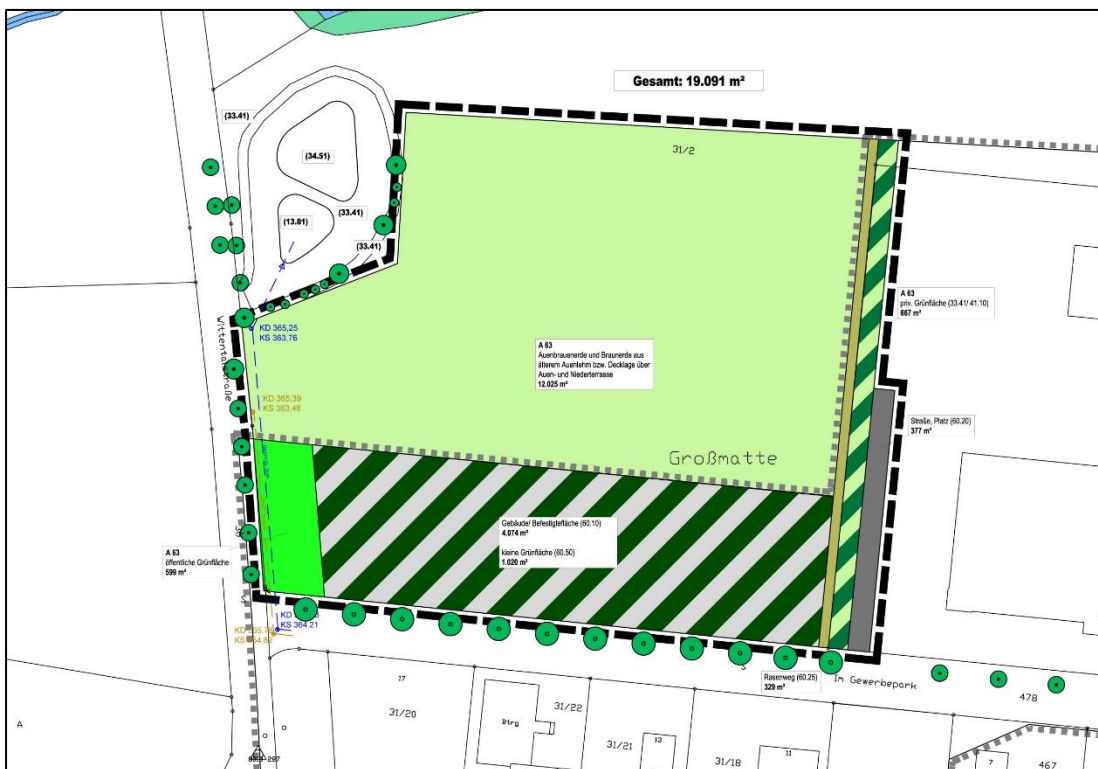 Gesamt: 19.091 m²
(33.41)
(34.51)
(13.81)
(33.41)
(33.41)
31/2
A 63
priv. Grünfläche (33.41/ 41.10)
667 m²
Wittentalstraße
KD 365,25
KS 363,76
A 63
Auenbrauenerde und Braunerde aus
älterem Auenlehm bzw. Decklage über
Auen- und Niederterrasse
12.025 m²
KD 365,39
KS 363,48
Straße, Platz (60.20)
377 m²
Großmatte
Gebäude/ Befestigtefläche (60.10)
4.074 m²
kleine Grünfläche (60.50)
1.020 m²
A 63
öffentliche Grünfläche
599 m²
KS 364,21
Rasenweg (60.25)
329 m²
Im Gewerbepark
478
17
31/20
Btrg
31/22
31/21
13
31/18
11
7
467
A